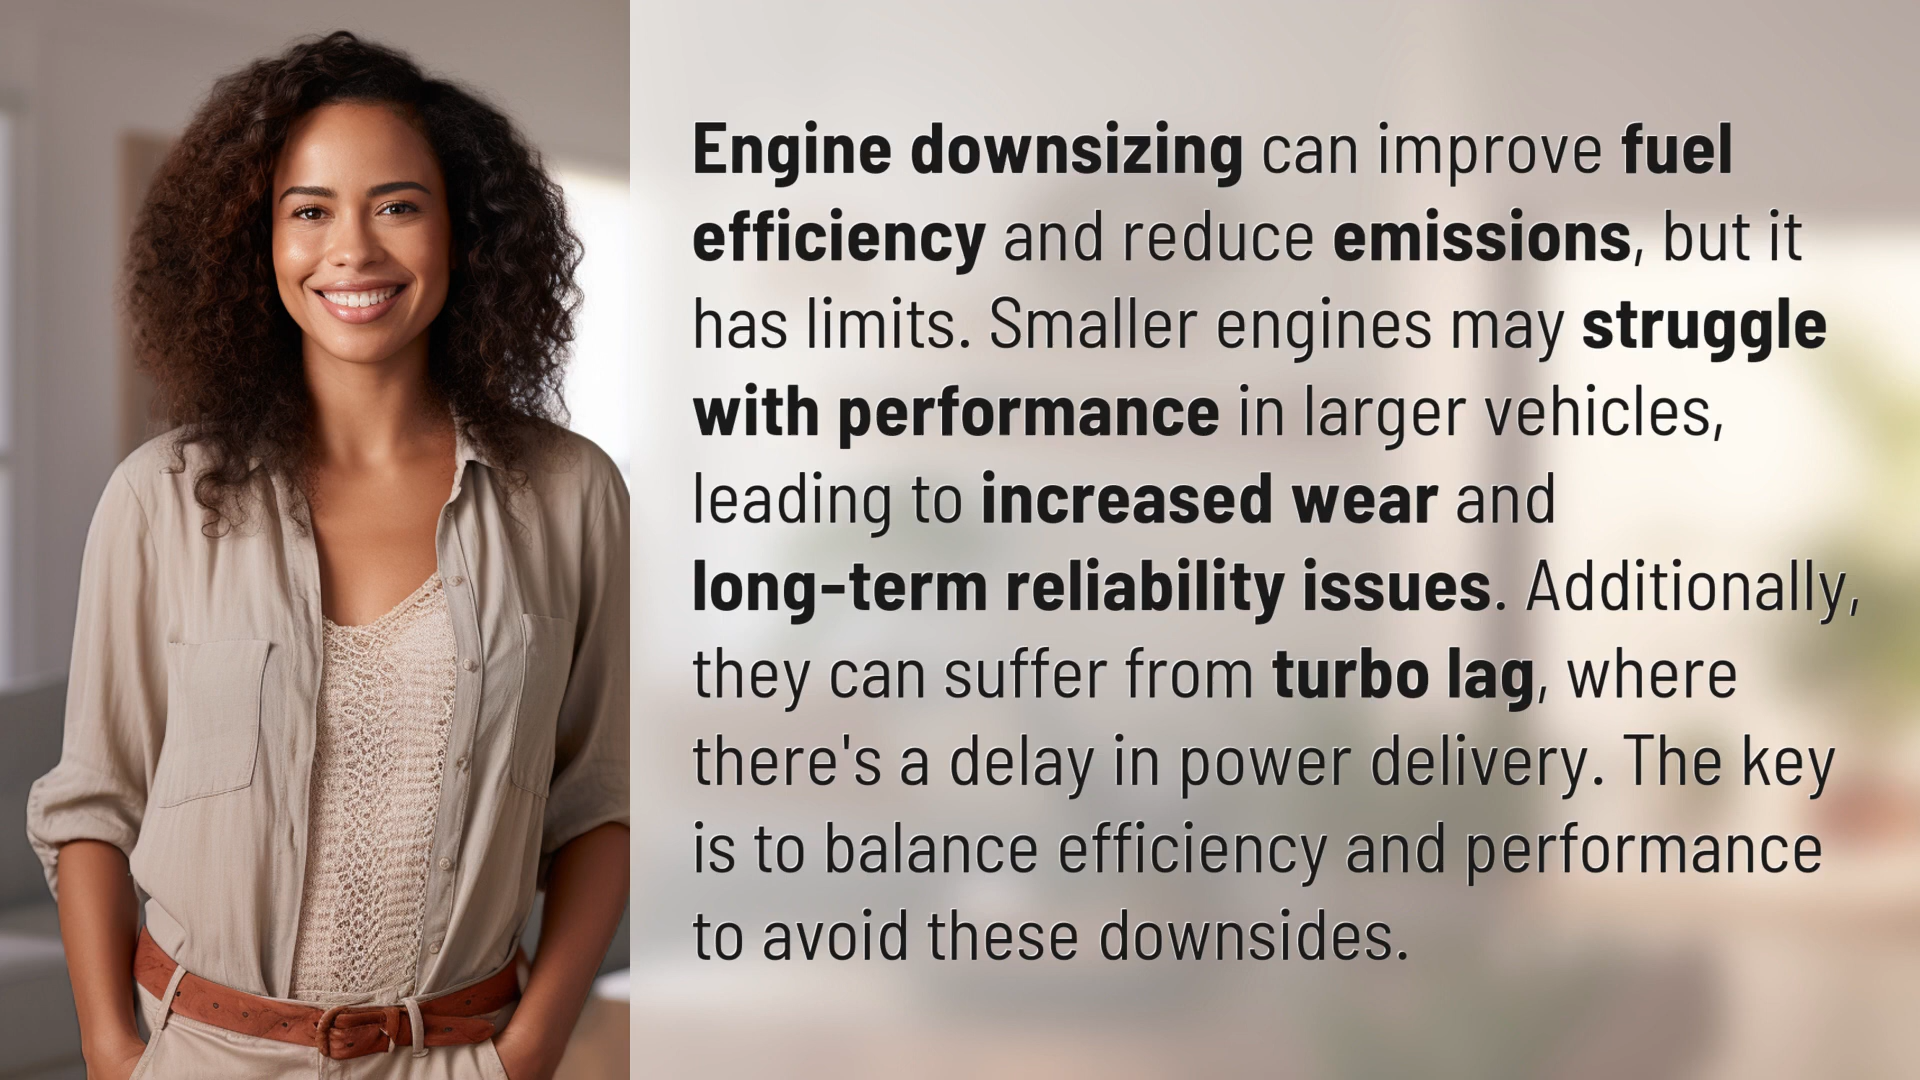 Engine downsizing can improve fuel
efficiency and reduce emissions, but it
has limits. Smaller engines may struggle
with performance in larger vehicles,
leading to increased wear and
long-term reliability issues. Additionally,
they can suffer from turbo lag, where
there's a delay in power delivery. The key
is to balance efficiency and performance
to avoid these downsides.